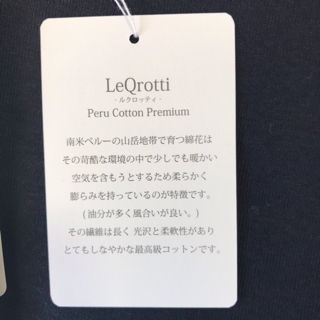 LeQrotti
- ルクロッティ -
Peru Cotton Premium
南米ペルーの山岳地帯で育つ綿花は
その苛酷な環境の中で少しでも暖かい
空気を含もうとするため柔らかく
膨らみを持っているのが特徴です。
(油分が多く風合いが良い。)
その繊維は長く 光沢と柔軟性があり
とてもしなやかな最高級コットンです。